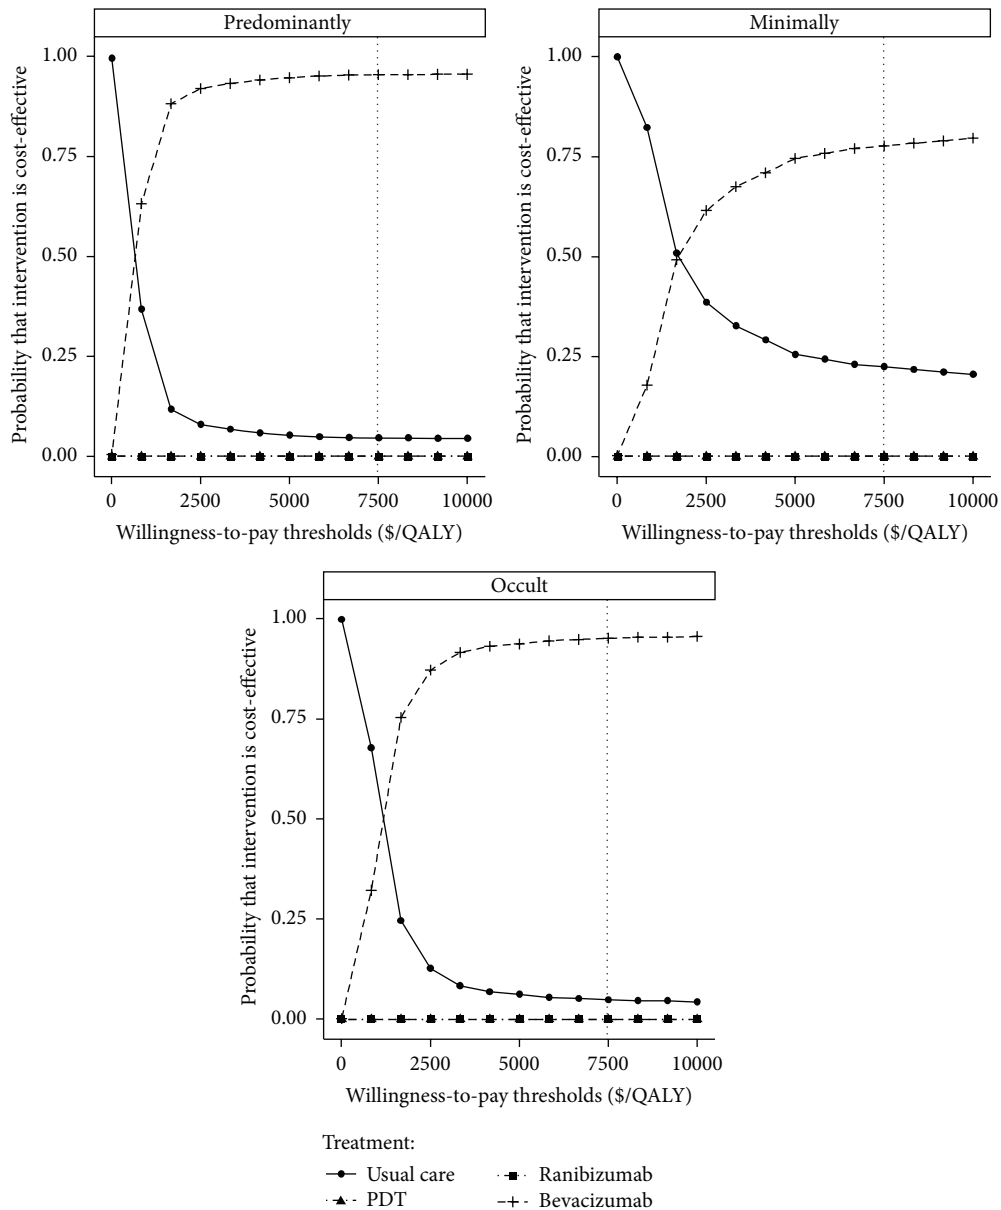 Predominantly
Probability that intervention is cost-effective
1.00
0.75
0.50
0.25
0.00
0 2500 5000 7500 10000
Willingness-to-pay thresholds ($/QALY)
Minimally
Probability that intervention is cost-effective
1.00
0.75
0.50
0.25
0.00
0 2500 5000 7500 10000
Willingness-to-pay thresholds ($/QALY)
Occult
Probability that intervention is cost-effective
1.00
0.75
0.50
0.25
0.00
0 2500 5000 7500 10000
Willingness-to-pay thresholds ($/QALY)
Treatment:
Usual care
PDT
Ranibizumab
Bevacizumab